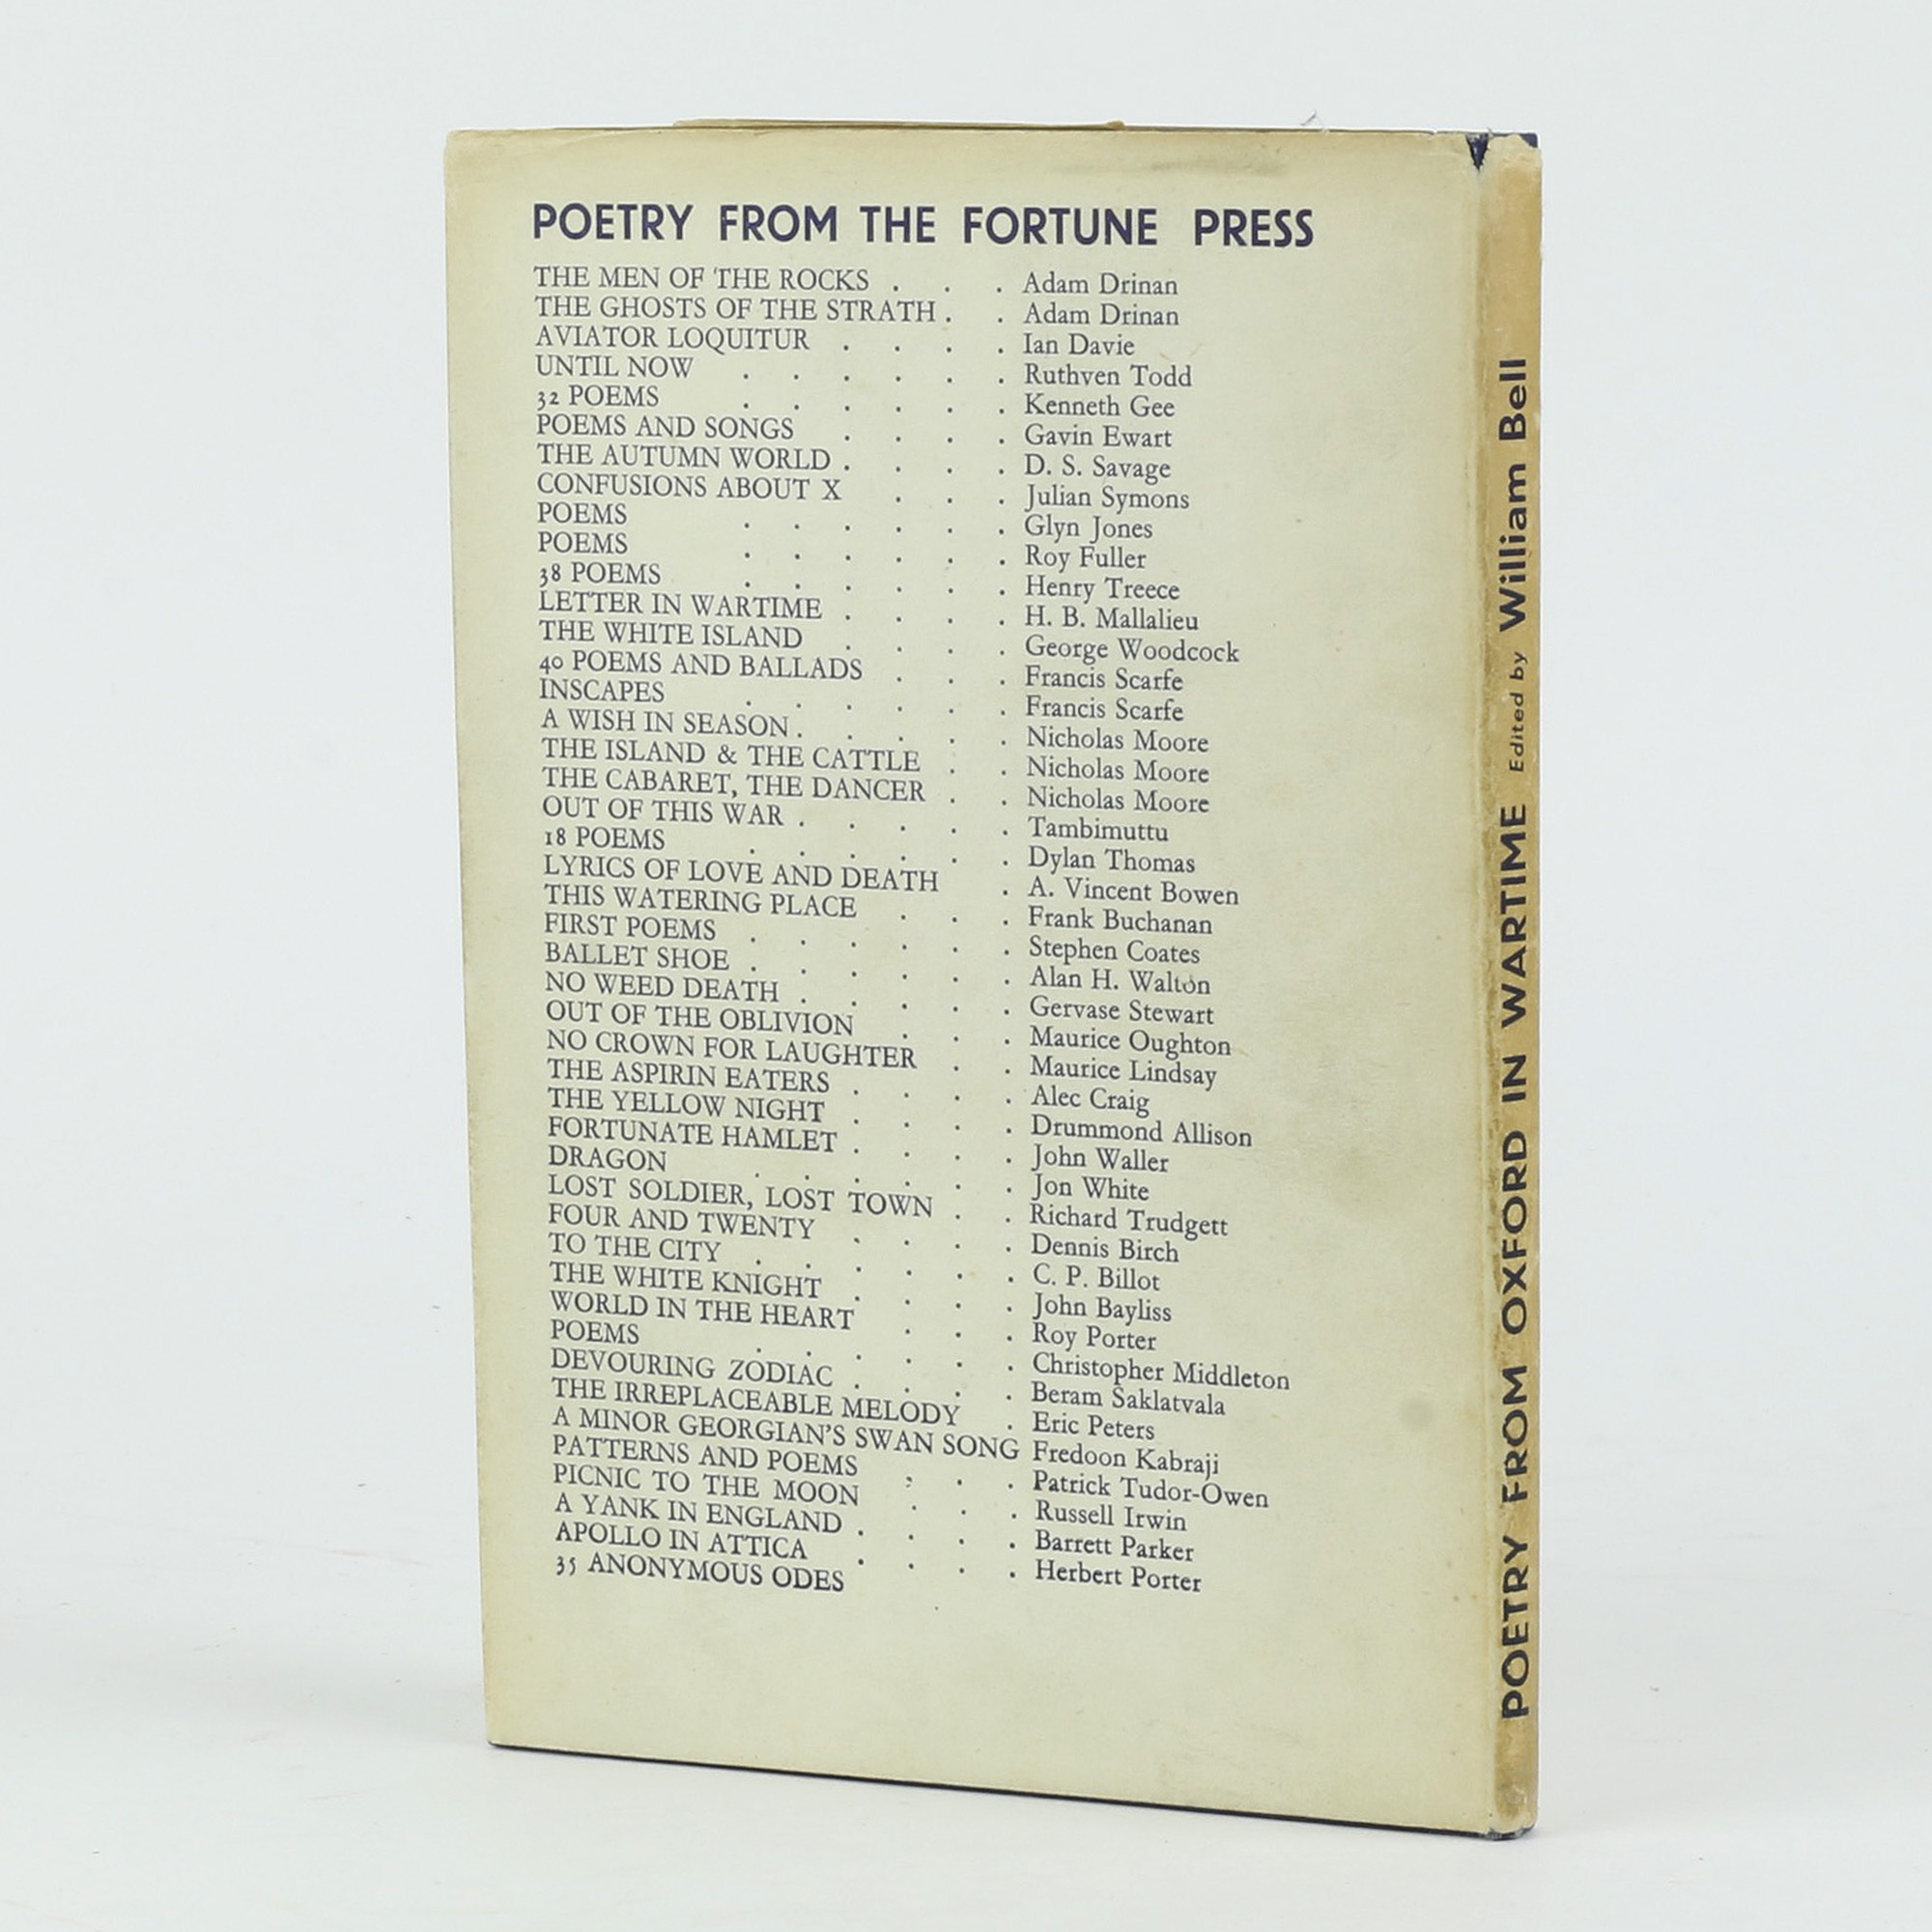 POETRY FROM THE FORTUNE PRESS
THE MEN OF THE ROCKS . . . Adam Drinan
THE GHOSTS OF THE STRATH . . Adam Drinan
AVIATOR LOQUITUR . . . . Ian Davie
UNTIL NOW . . . . . . Ruthven Todd
32 POEMS . . . . . . Kenneth Gee
POEMS AND SONGS . . . . Gavin Ewart
THE AUTUMN WORLD . . . . D. S. Savage
CONFUSIONS ABOUT X . . . Julian Symons
POEMS . . . . . . Glyn Jones
POEMS . . . . . . Roy Fuller
38 POEMS . . . . . . Henry Treece
LETTER IN WARTIME . . . . H. B. Mallalieu
THE WHITE ISLAND . . . . George Woodcock
40 POEMS AND BALLADS . . . Francis Scarfe
INSCAPES . . . . . . Francis Scarfe
A WISH IN SEASON . . . . . Nicholas Moore
THE ISLAND & THE CATTLE . . Nicholas Moore
THE CABARET, THE DANCER . . Nicholas Moore
OUT OF THIS WAR . . . . . Tambimuttu
18 POEMS . . . . . . Dylan Thomas
LYRICS OF LOVE AND DEATH . A. Vincent Bowen
THIS WATERING PLACE . . . Frank Buchanan
FIRST POEMS . . . . . . Stephen Coates
BALLET SHOE . . . . . . Alan H. Walton
NO WEED DEATH . . . . . Gervase Stewart
OUT OF THE OBLIVION . . . Maurice Oughton
NO CROWN FOR LAUGHTER . . Maurice Lindsay
THE ASPIRIN EATERS . . . . Alec Craig
THE YELLOW NIGHT . . . . Drummond Allison
FORTUNATE HAMLET . . . . John Waller
DRAGON . . . . . . Jon White
LOST SOLDIER, LOST TOWN . . Richard Trudgett
FOUR AND TWENTY . . . . Dennis Birch
TO THE CITY . . . . . . C. P. Billot
THE WHITE KNIGHT . . . . John Bayliss
WORLD IN THE HEART . . . Roy Porter
POEMS . . . . . . Christopher Middleton
DEVOURING ZODIAC . . . . Beram Saklatvala
THE IRREPLACEABLE MELODY . Eric Peters
A MINOR GEORGIAN'S SWAN SONG Fredoon Kabraji
PATTERNS AND POEMS . . . Patrick Tudor-Owen
PICNIC TO THE MOON . . . Russell Irwin
A YANK IN ENGLAND . . . . Barrett Parker
APOLLO IN ATTICA . . . . Herbert Porter
35 ANONYMOUS ODES
POETRY FROM OXFORD IN WARTIME Edited by William Bell